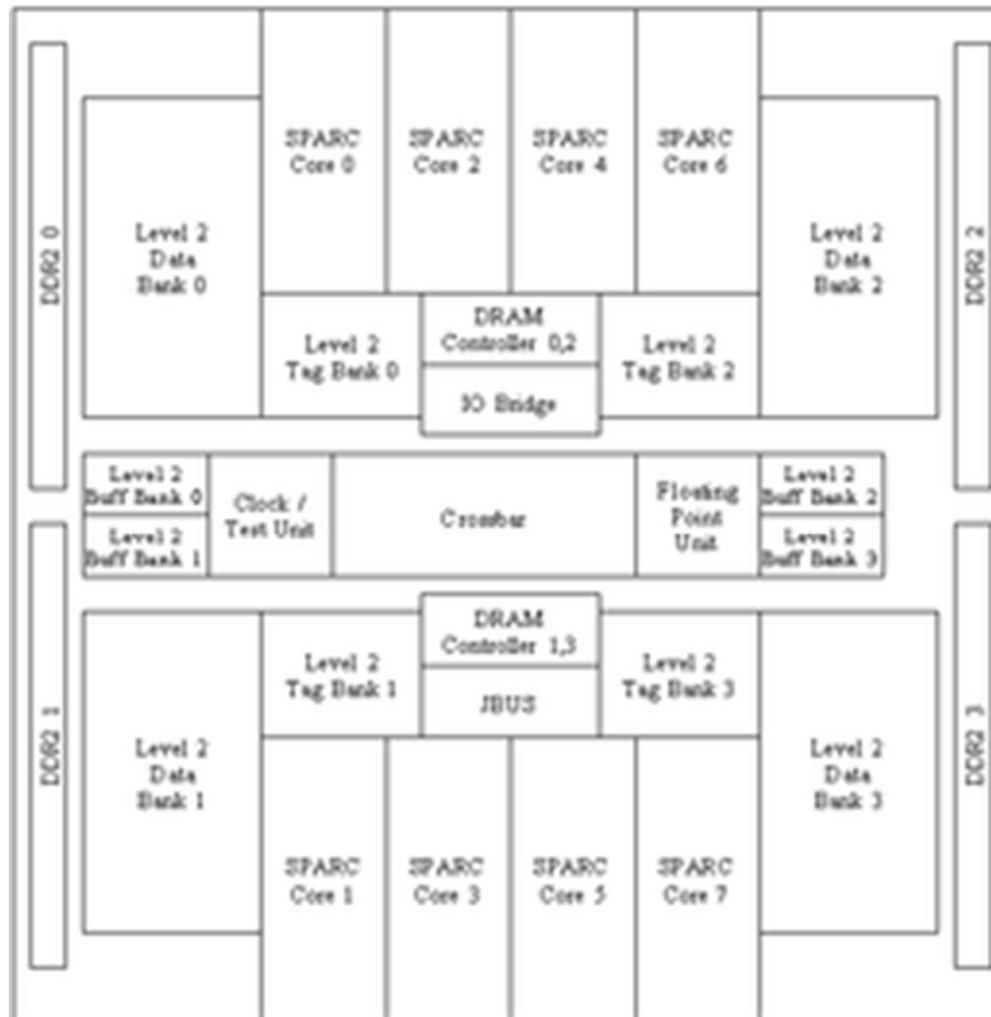 SPARC
Core 0
SPARC
Core 2
SPARC
Core 4
SPARC
Core 6
DDR2 0
Level 2
Data
Bank 0
Level 2
Data
Bank 2
DDR2 2
Level 2
Tag Bank 0
DRAM
Controller 0,2
IO Bridge
Level 2
Tag Bank 2
Level 2
Buff Bank 0
Level 2
Buff Bank 1
Clock /
Test Unit
Crossbar
Floating
Point
Unit
Level 2
Buff Bank 2
Level 2
Buff Bank 3
DDR2 1
Level 2
Data
Bank 1
Level 2
Tag Bank 1
DRAM
Controller 1,3
JBUS
Level 2
Tag Bank 3
Level 2
Data
Bank 3
DDR2 3
SPARC
Core 1
SPARC
Core 3
SPARC
Core 5
SPARC
Core 7